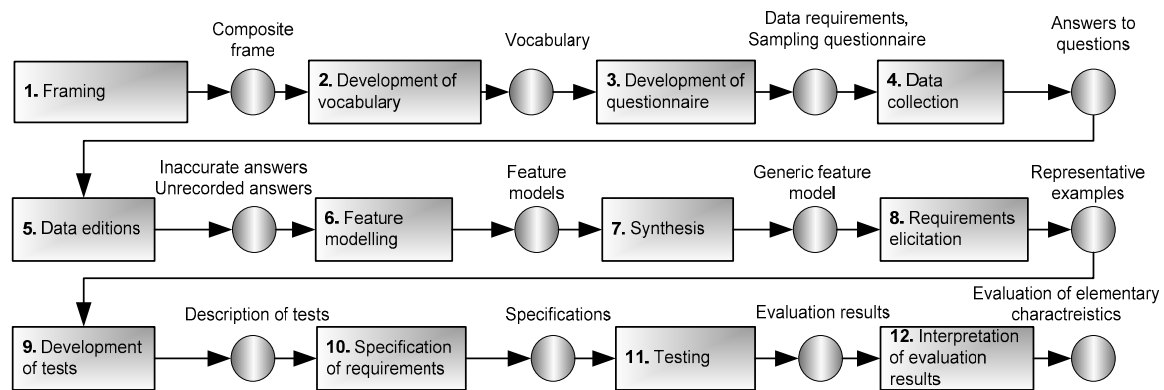 Composite
frame
Vocabulary
Data requirements,
Sampling questionnaire
Answers to
questions
1. Framing
2. Development of
vocabulary
3. Development of
questionnaire
4. Data
collection
Inaccurate answers
Unrecorded answers
Feature
models
Generic feature
model
Representative
examples
5. Data editions
6. Feature
modelling
7. Synthesis
8. Requirements
elicitation
Description of tests
Specifications
Evaluation results
Evaluation of elementary
charactreistics
9. Development
of tests
10. Specification
of requirements
11. Testing
12. Interpretation
of evaluation
results